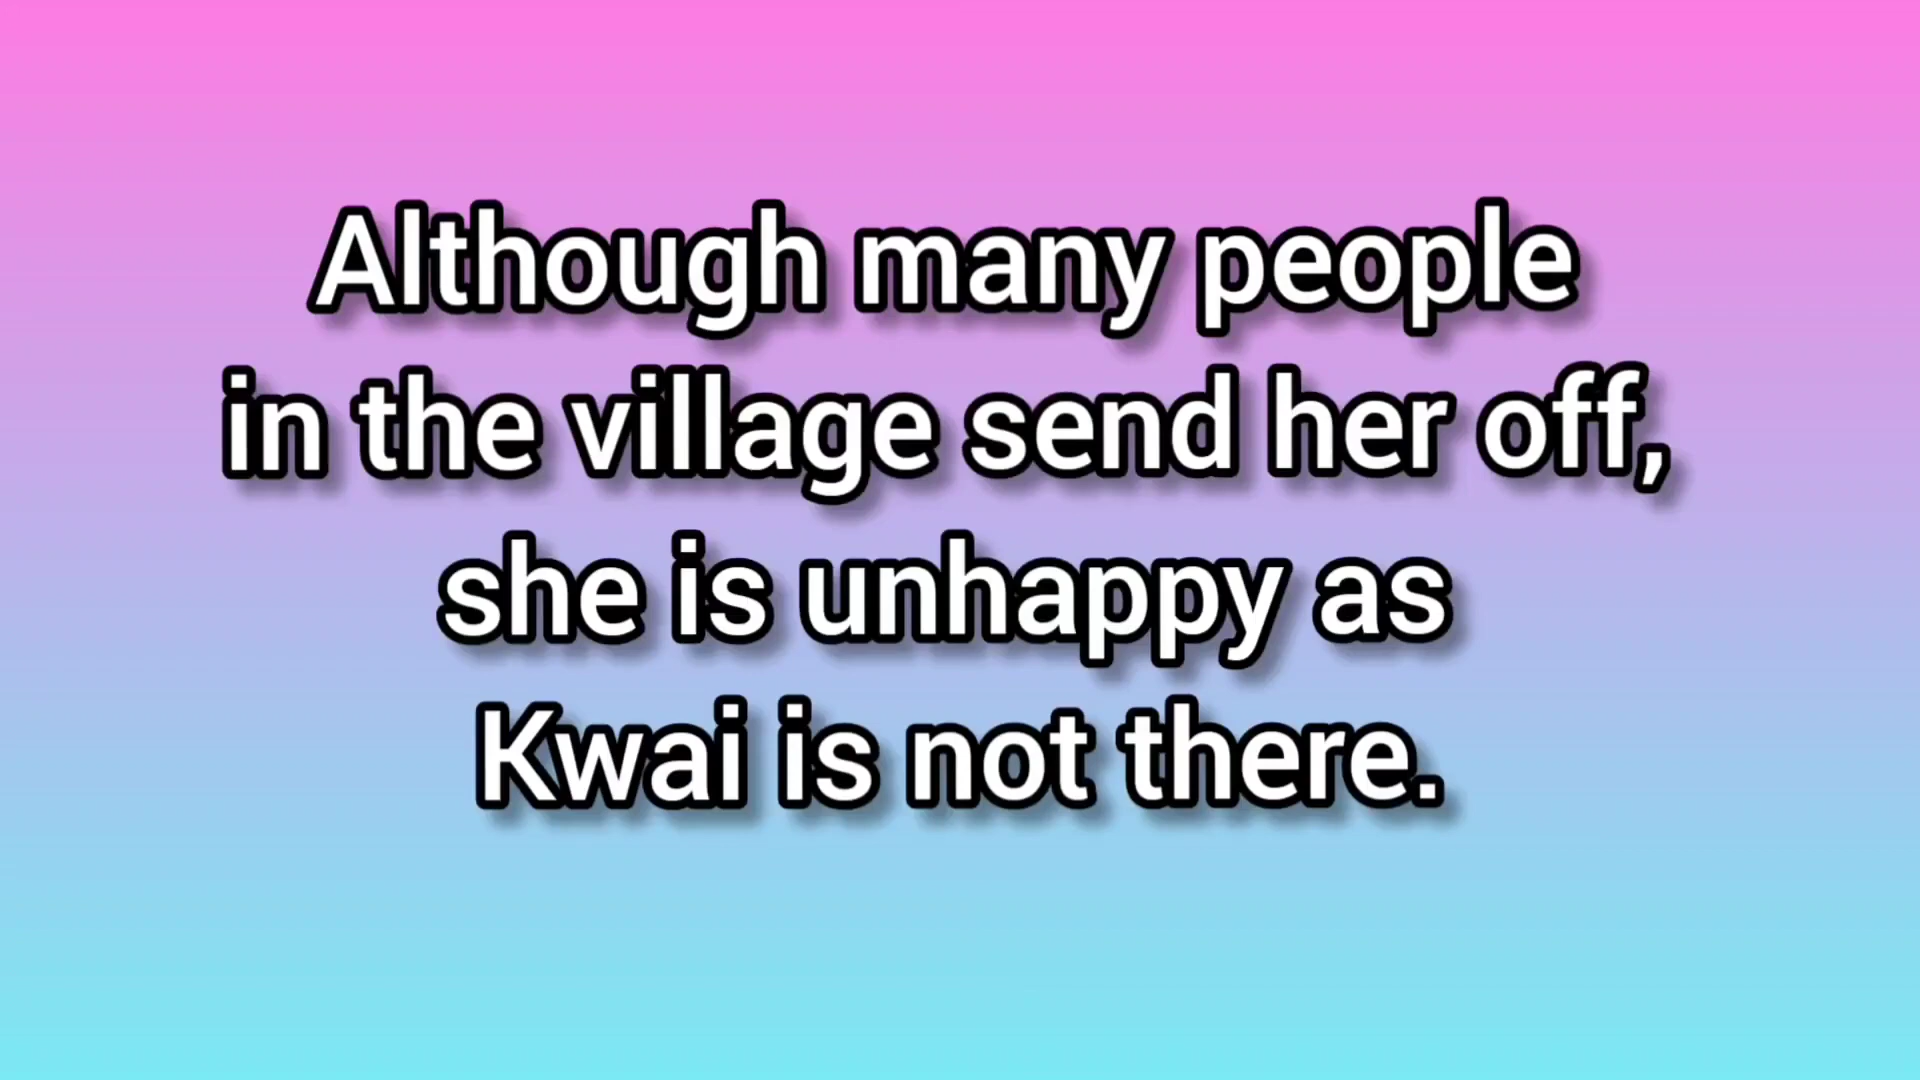 Although many people
in the village send her off,
she is unhappy as
Kwai is not there.